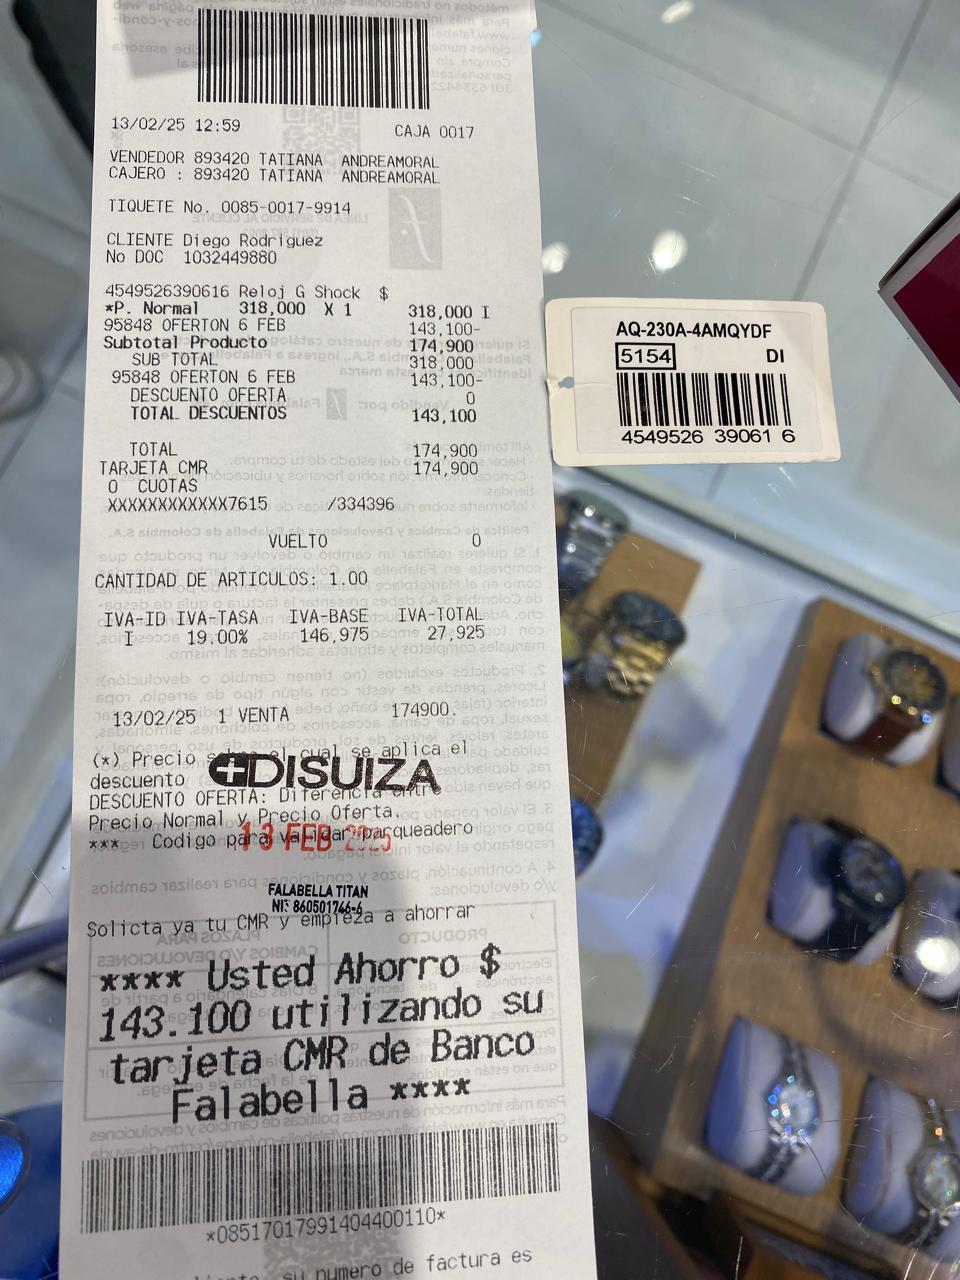 13/02/25 12:59 CAJA 0017
VENDEDOR 893420 TATIANA ANDREAMORAL
CAJERO : 893420 TATIANA ANDREAMORAL
TIQUETE No. 0085-0017-9914
CLIENTE Diego Rodriguez
No DOC 1032449880
4549526390616 Reloj G Shock $
*P. Normal 318,000 X 1 318,000 I
95848 OFERTON 6 FEB 143,100-
Subtotal Producto 174,900
SUB TOTAL 318,000
95848 OFERTON 6 FEB 143,100-
DESCUENTO OFERTA 0
TOTAL DESCUENTOS 143,100
TOTAL 174,900
TARJETA CMR 174,900
0 CUOTAS
XXXXXXXXXXXX7615 /334396
VUELTO 0
CANTIDAD DE ARTICULOS: 1.00
IVA-ID IVA-TASA IVA-BASE IVA-TOTAL
I 19.00% 146,975 27,925
13/02/25 1 VENTA 174900.
(*) Precio sobre el cual se aplica el
descuento
DISUIZA
DESCUENTO OFERTA: Diferencia entre
Precio Normal y Precio Oferta.
*** Codigo para validar parqueadero
13 FEB 2025
FALABELLA TITAN
NIT 860501746-6
Solicta ya tu CMR y empieza a ahorrar
**** Usted Ahorro $
143.100 utilizando su
tarjeta CMR de Banco
Falabella ****
*08517017991404400110*
su numero de factura es
AQ-230A-4AMQYDF
5154 DI
4549526 39061 6